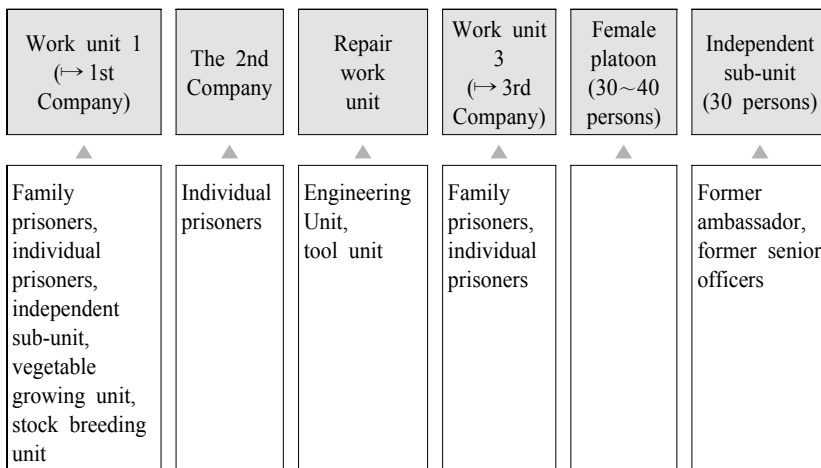 Work unit 1
(↦ 1st
Company)
The 2nd
Company
Repair
work
unit
Work unit
3
(↦ 3rd
Company)
Female
platoon
(30~40
persons)
Independent
sub-unit
(30 persons)
Family
prisoners,
individual
prisoners,
independent
sub-unit,
vegetable
growing unit,
stock breeding
unit
Individual
prisoners
Engineering
Unit,
tool unit
Family
prisoners,
individual
prisoners
Former
ambassador,
former senior
officers